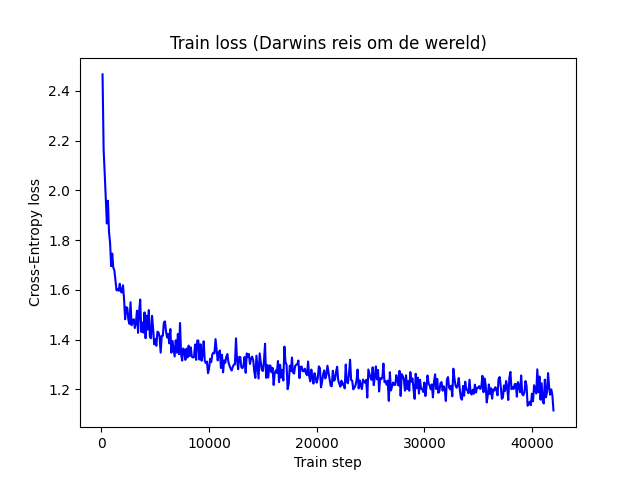 Train loss (Darwins reis om de wereld)
Cross-Entropy loss
2.4
2.2
2.0
1.8
1.6
1.4
1.2
0 10000 20000 30000 40000
Train step